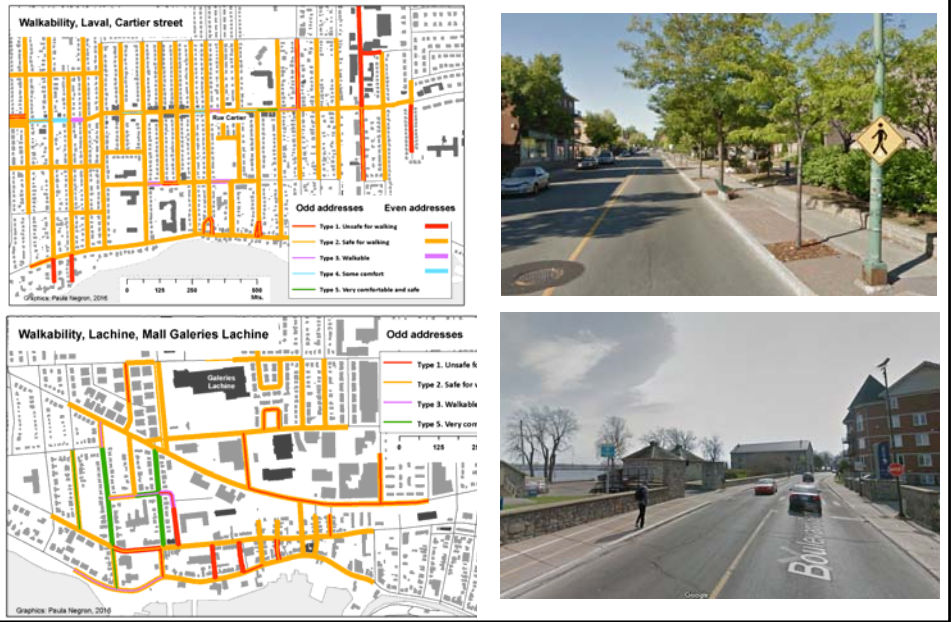 Walkability, Laval, Cartier street
Rue Cartier
Odd addresses Even addresses
Type 1. Unsafe for walking
Type 2. Safe for walking
Type 3. Walkable
Type 4. Some comfort
Type 5. Very comfortable and safe
0 125 250 500
Mts.
Graphics: Paula Negron, 2016
Walkability, Lachine, Mall Galeries Lachine
Odd addresses
Galeries
Lachine
Type 1. Unsafe fo
Type 2. Safe for v
Type 3. Walkable
Type 5. Very com
0 125 2
Graphics: Paula Negron, 2016
Google